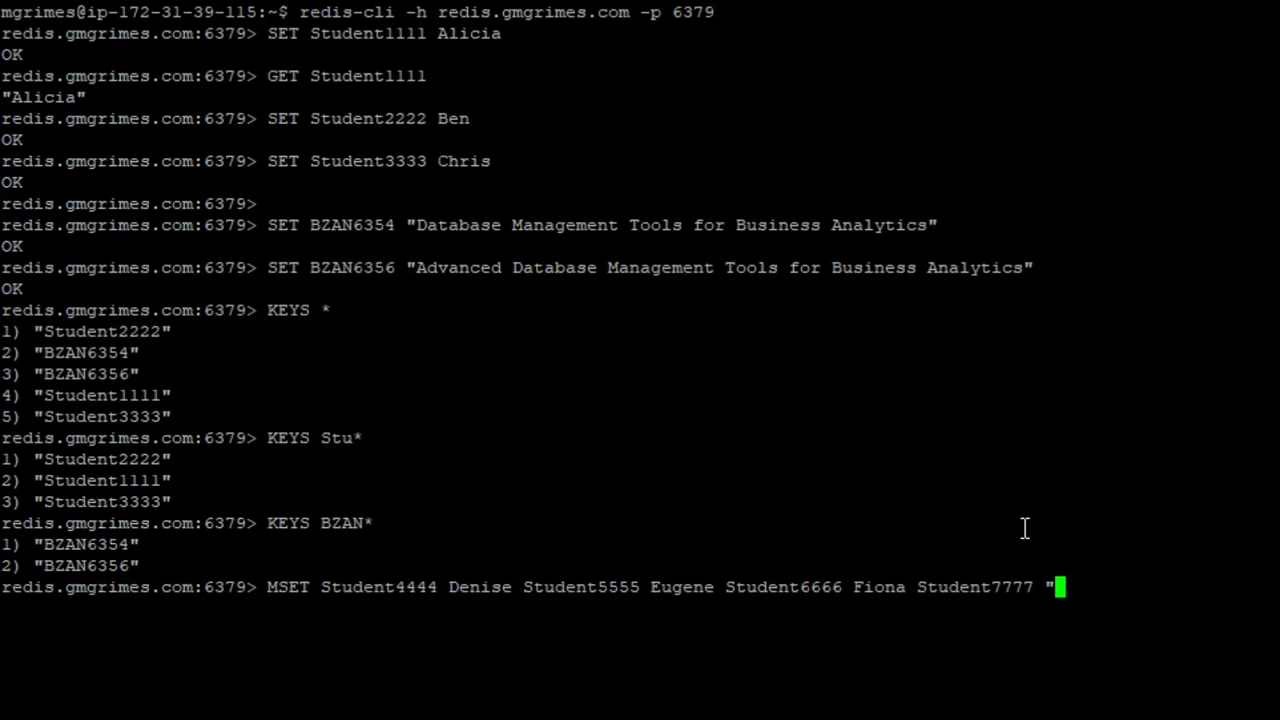 mgrimes@ip-172-31-39-115:~$ redis-cli -h redis.gmgrimes.com -p 6379
redis.gmgrimes.com:6379> SET Student1111 Alicia
OK
redis.gmgrimes.com:6379> GET Student1111
"Alicia"
redis.gmgrimes.com:6379> SET Student2222 Ben
OK
redis.gmgrimes.com:6379> SET Student3333 Chris
OK
redis.gmgrimes.com:6379>
redis.gmgrimes.com:6379> SET BZAN6354 "Database Management Tools for Business Analytics"
OK
redis.gmgrimes.com:6379> SET BZAN6356 "Advanced Database Management Tools for Business Analytics"
OK
redis.gmgrimes.com:6379> KEYS *
1) "Student2222"
2) "BZAN6354"
3) "BZAN6356"
4) "Student1111"
5) "Student3333"
redis.gmgrimes.com:6379> KEYS Stu*
1) "Student2222"
2) "Student1111"
3) "Student3333"
redis.gmgrimes.com:6379> KEYS BZAN*
1) "BZAN6354"
2) "BZAN6356"
redis.gmgrimes.com:6379> MSET Student4444 Denise Student5555 Eugene Student6666 Fiona Student7777 "